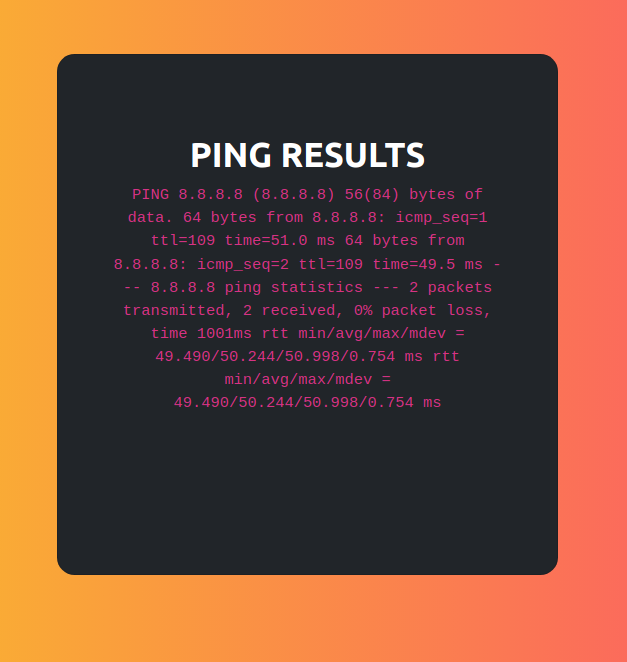 PING RESULTS
PING 8.8.8.8 (8.8.8.8) 56(84) bytes of
data. 64 bytes from 8.8.8.8: icmp_seq=1
ttl=109 time=51.0 ms 64 bytes from
8.8.8.8: icmp_seq=2 ttl=109 time=49.5 ms -
-- 8.8.8.8 ping statistics --- 2 packets
transmitted, 2 received, 0% packet loss,
time 1001ms rtt min/avg/max/mdev =
49.490/50.244/50.998/0.754 ms rtt
min/avg/max/mdev =
49.490/50.244/50.998/0.754 ms